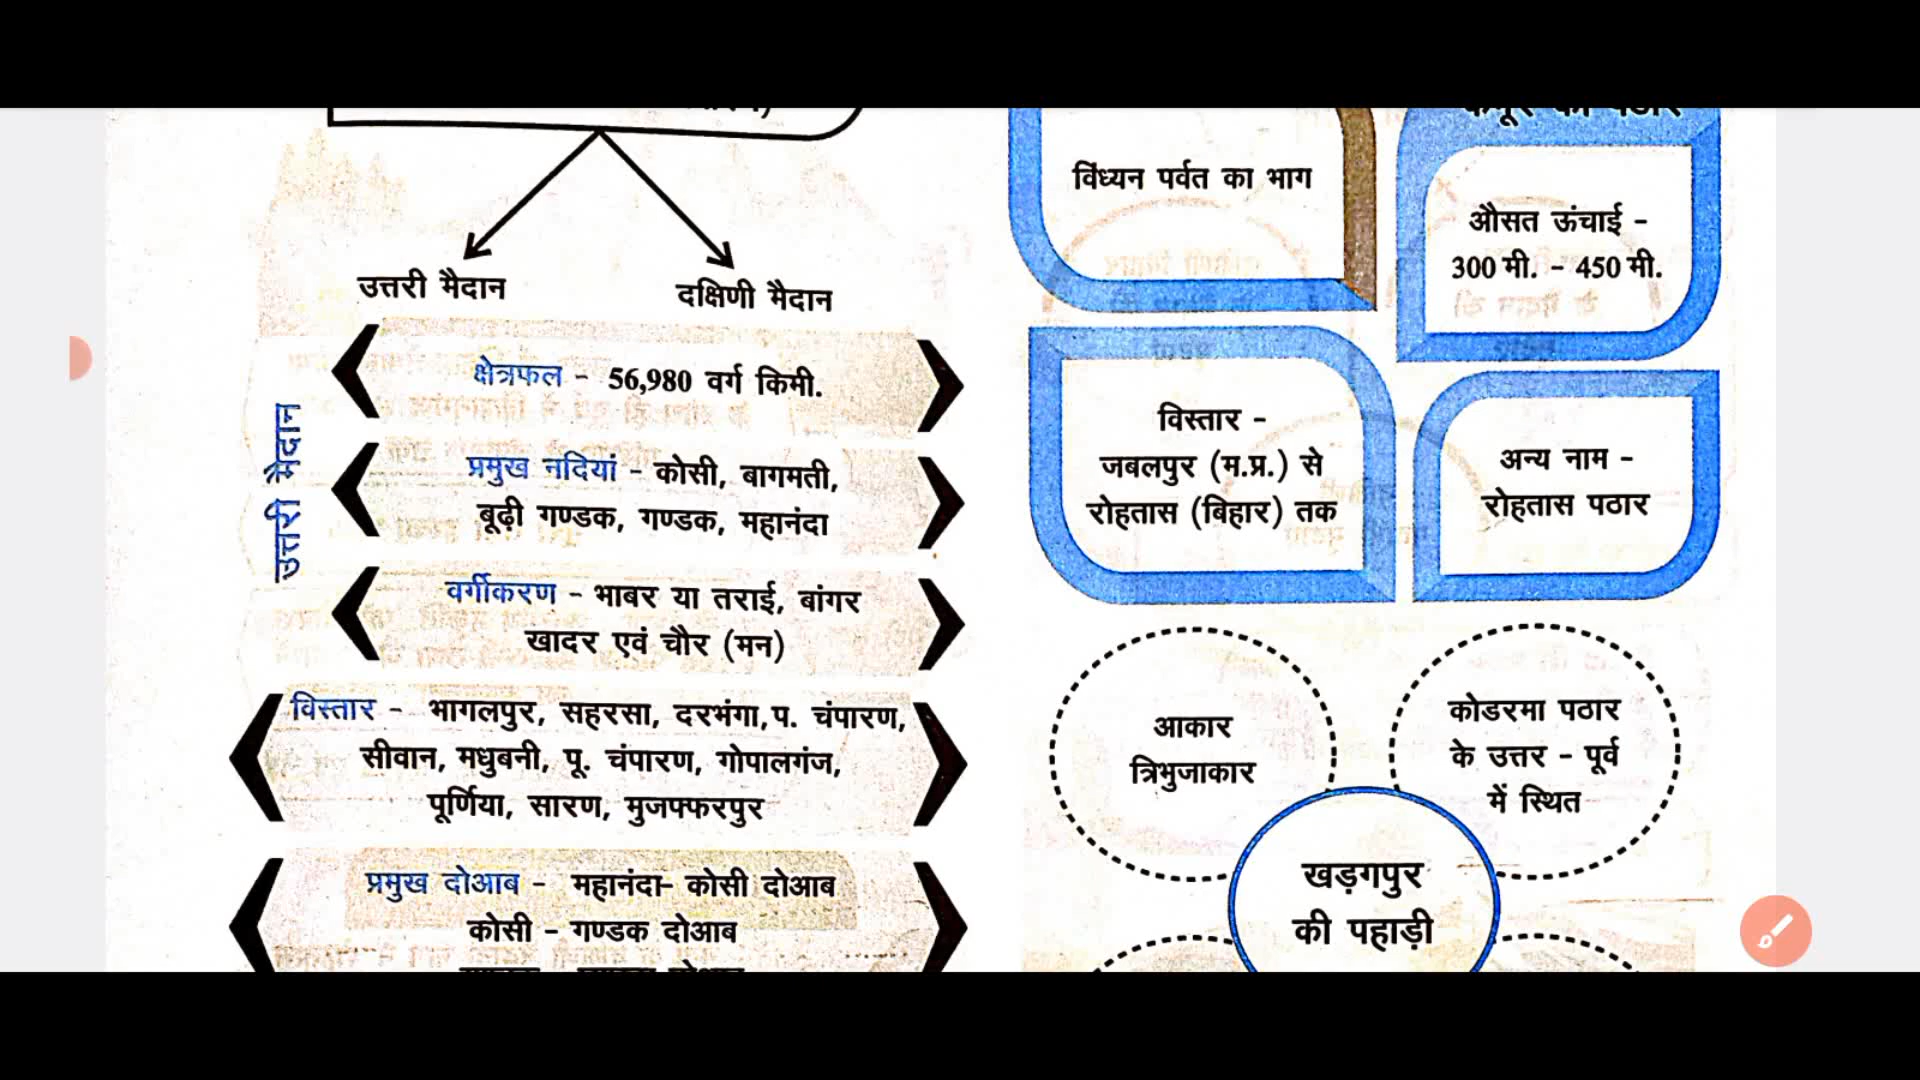 उत्तरी मैदान
दक्षिणी मैदान
उत्तरी मैदान
क्षेत्रफल - 56,980 वर्ग किमी.
प्रमुख नदियां - कोसी, बागमती,
बूढ़ी गण्डक, गण्डक, महानंदा
वर्गीकरण - भाबर या तराई, बांगर
खादर एवं चौर (मन)
विस्तार - भागलपुर, सहरसा, दरभंगा, प. चंपारण,
सीवान, मधुबनी, पू. चंपारण, गोपालगंज,
पूर्णिया, सारण, मुजफ्फरपुर
प्रमुख दोआब - महानंदा- कोसी दोआब
कोसी - गण्डक दोआब
विंध्यन पर्वत का भाग
औसत ऊंचाई -
300 मी. - 450 मी.
विस्तार -
जबलपुर (म.प्र.) से
रोहतास (बिहार) तक
अन्य नाम -
रोहतास पठार
आकार
त्रिभुजाकार
कोडरमा पठार
के उत्तर - पूर्व
में स्थित
खड़गपुर
की पहाड़ी